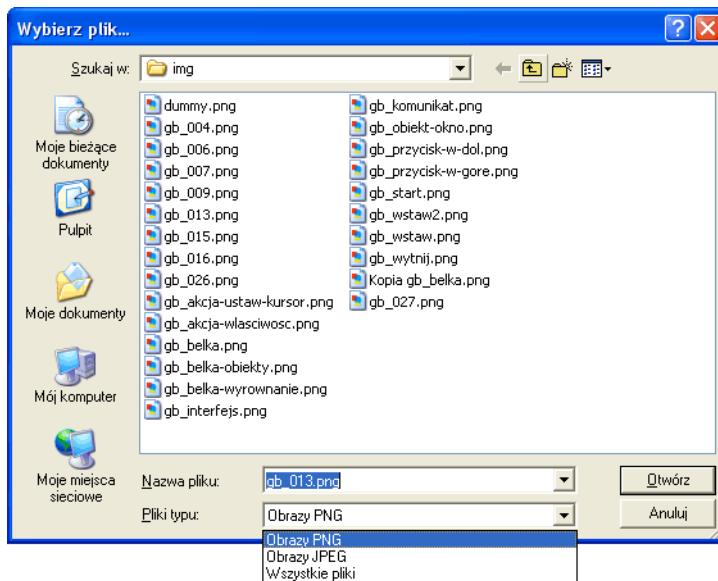 Wybierz plik...
Szukaj w:
img
Moje bieżące
dokumenty
Pulpit
Moje dokumenty
Mój komputer
Moje miejsca
sieciowe
dummy.png
gb_004.png
gb_006.png
gb_007.png
gb_009.png
gb_013.png
gb_015.png
gb_016.png
gb_026.png
gb_akcja-ustaw-kursor.png
gb_akcja-wlasciwosc.png
gb_belka.png
gb_belka-obiekty.png
gb_belka-wyrownanie.png
gb_interfejs.png
gb_komunikat.png
gb_obiekt-okno.png
gb_przycisk-w-dol.png
gb_przycisk-w-gore.png
gb_start.png
gb_wstaw2.png
gb_wstaw.png
gb_wytnij.png
Kopia gb_belka.png
gb_027.png
Nazwa pliku:
gb_013.png
Otwórz
Pliki typu:
Obrazy PNG
Anuluj
Obrazy PNG
Obrazy JPEG
Wszystkie pliki